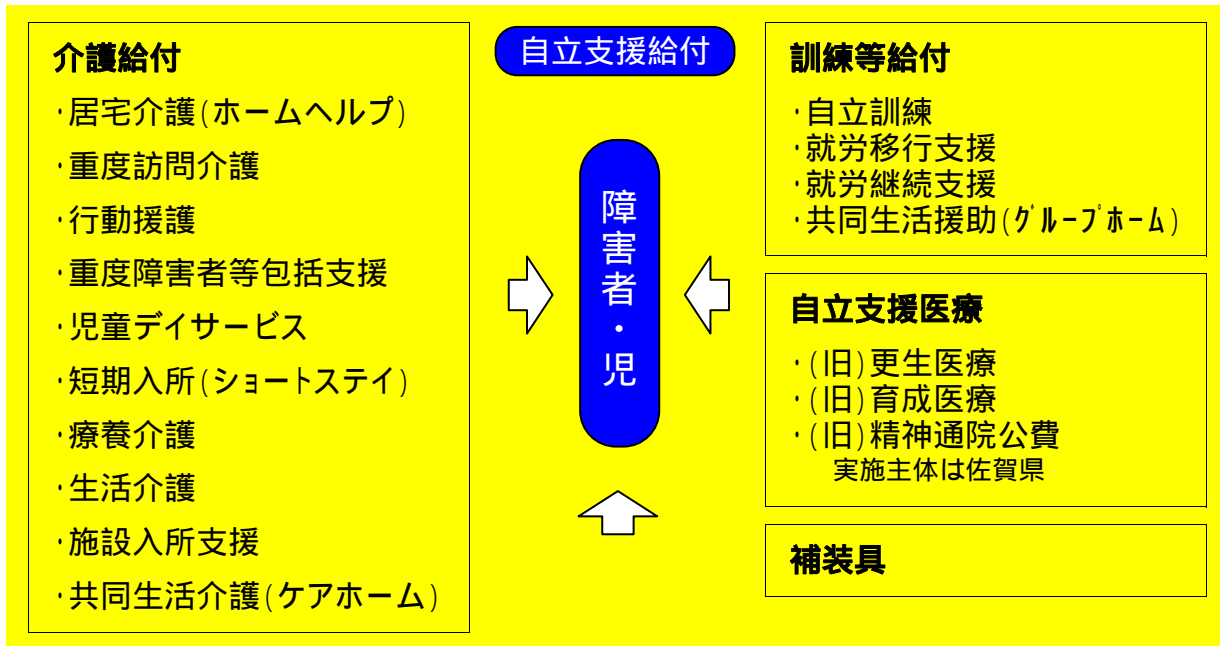 介護給付
・居宅介護(ホームヘルプ)
・重度訪問介護
・行動援護
・重度障害者等包括支援
・児童デイサービス
・短期入所(ショートステイ)
・療養介護
・生活介護
・施設入所支援
・共同生活介護(ケアホーム)
自立支援給付
障害者・児
訓練等給付
・自立訓練
・就労移行支援
・就労継続支援
・共同生活援助(グループホーム)
自立支援医療
・(旧)更生医療
・(旧)育成医療
・(旧)精神通院公費
実施主体は佐賀県
補装具